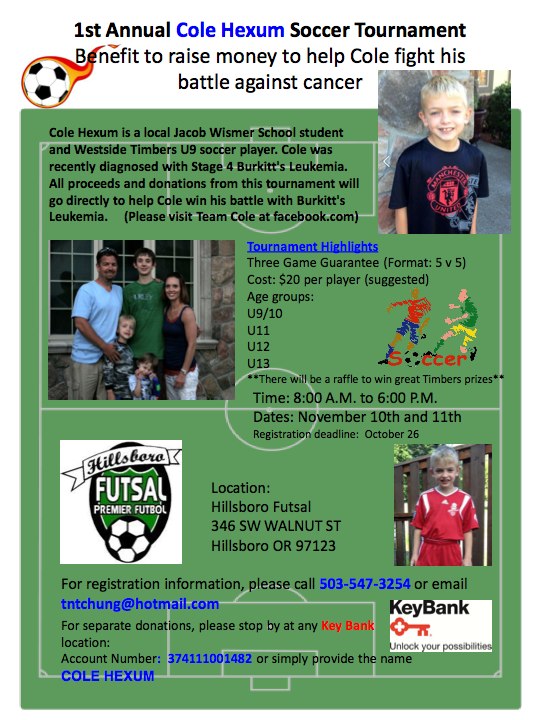 1st Annual Cole Hexum Soccer Tournament
Benefit to raise money to help Cole fight his
battle against cancer
Cole Hexum is a local Jacob Wismer School student
and Westside Timbers U9 soccer player. Cole was
recently diagnosed with Stage 4 Burkitt's Leukemia.
All proceeds and donations from this tournament will
go directly to help Cole win his battle with Burkitt's
Leukemia. (Please visit Team Cole at facebook.com)
MANCHESTER
UNITED
Tournament Highlights
Three Game Guarantee (Format: 5 v 5)
Cost: $20 per player (suggested)
Age groups:
U9/10
U11
U12
U13
Soccer
**There will be a raffle to win great Timbers prizes**
Time: 8:00 A.M. to 6:00 P.M.
Dates: November 10th and 11th
Registration deadline: October 26
Hillsboro
FUTSAL
PREMIER FUTBOL
Location:
Hillsboro Futsal
346 SW WALNUT ST
Hillsboro OR 97123
For registration information, please call 503-547-3254 or email
tntchung@hotmail.com
For separate donations, please stop by at any Key Bank
location:
Account Number: 374111001482 or simply provide the name
COLE HEXUM
KeyBank
Unlock your possibilities